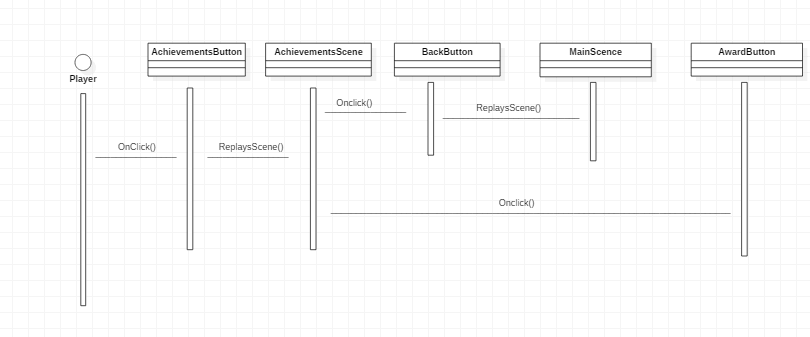 Player
AchievementsButton
AchievementsScene
BackButton
MainScence
AwardButton
Onclick()
ReplaysScene()
OnClick()
ReplaysScene()
Onclick()